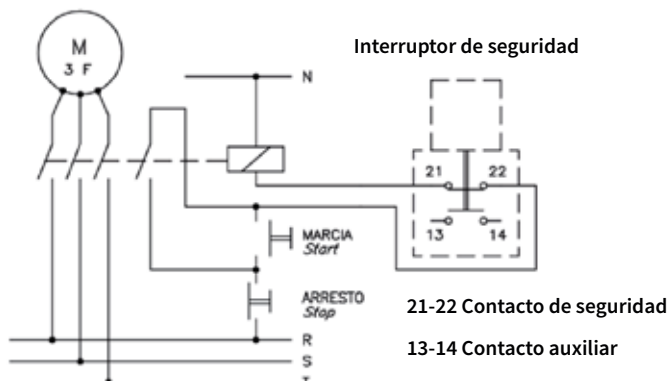 M
3 F
Interruptor de seguridad
N
21 22
13 14
MARCIA
Start
ARRESTO
Stop
21-22 Contacto de seguridad
R
13-14 Contacto auxiliar
S
T